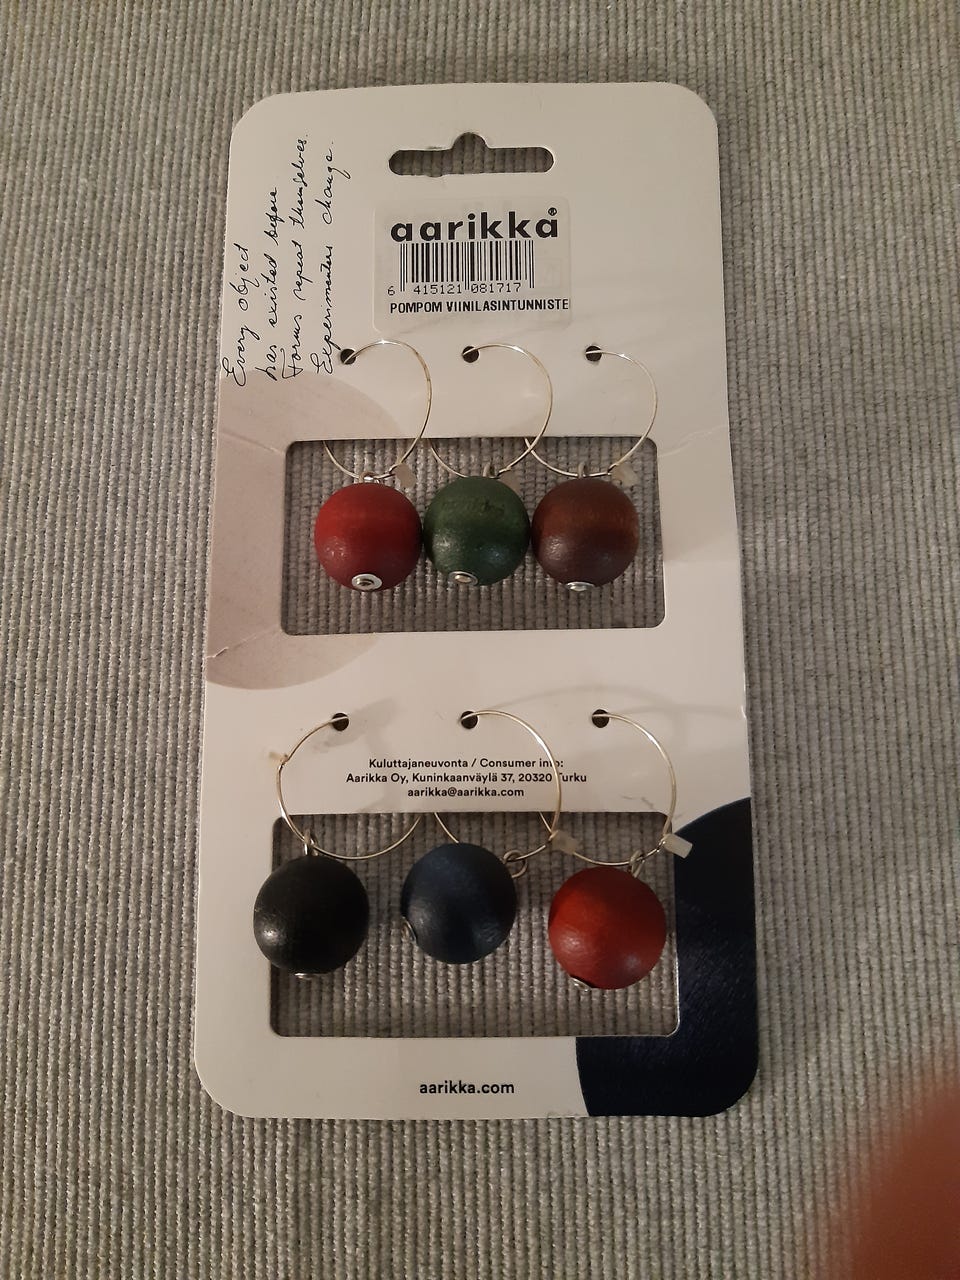 Every object
has existed before
Forms repeat themselves.
Experimenters change.
aarikka®
6 415121 081717
POMPOM VIINILASINTUNNISTE
Kuluttajaneuvonta / Consumer info:
Aarikka Oy, Kuninkaanväylä 37, 20320 Turku
aarikka@aarikka.com
aarikka.com